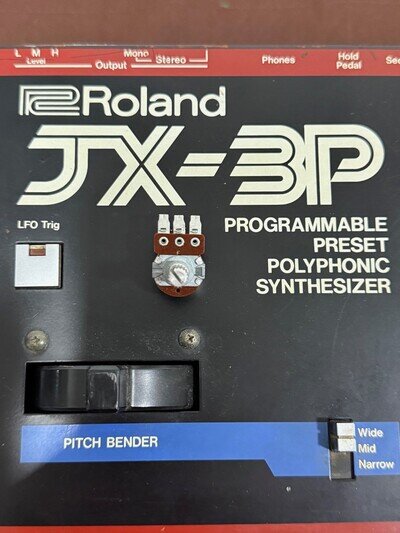 L M H Mono Stereo Phones Hold
Level Output Pedal Sec
Roland
JX-3P
LFO Trig
PROGRAMMABLE
PRESET
POLYPHONIC
SYNTHESIZER
PITCH BENDER
Wide
Mid
Narrow